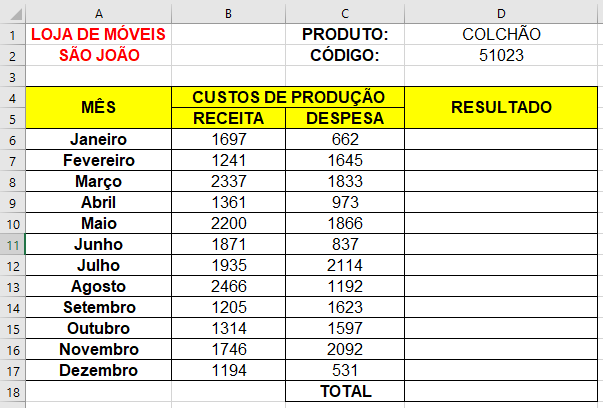 A B C D
1 LOJA DE MÓVEIS PRODUTO: COLCHÃO
2 SÃO JOÃO CÓDIGO: 51023
3
4 MÊS CUSTOS DE PRODUÇÃO RESULTADO
5 RECEITA DESPESA
6 Janeiro 1697 662
7 Fevereiro 1241 1645
8 Março 2337 1833
9 Abril 1361 973
10 Maio 2200 1866
11 Junho 1871 837
12 Julho 1935 2114
13 Agosto 2466 1192
14 Setembro 1205 1623
15 Outubro 1314 1597
16 Novembro 1746 2092
17 Dezembro 1194 531
18 TOTAL